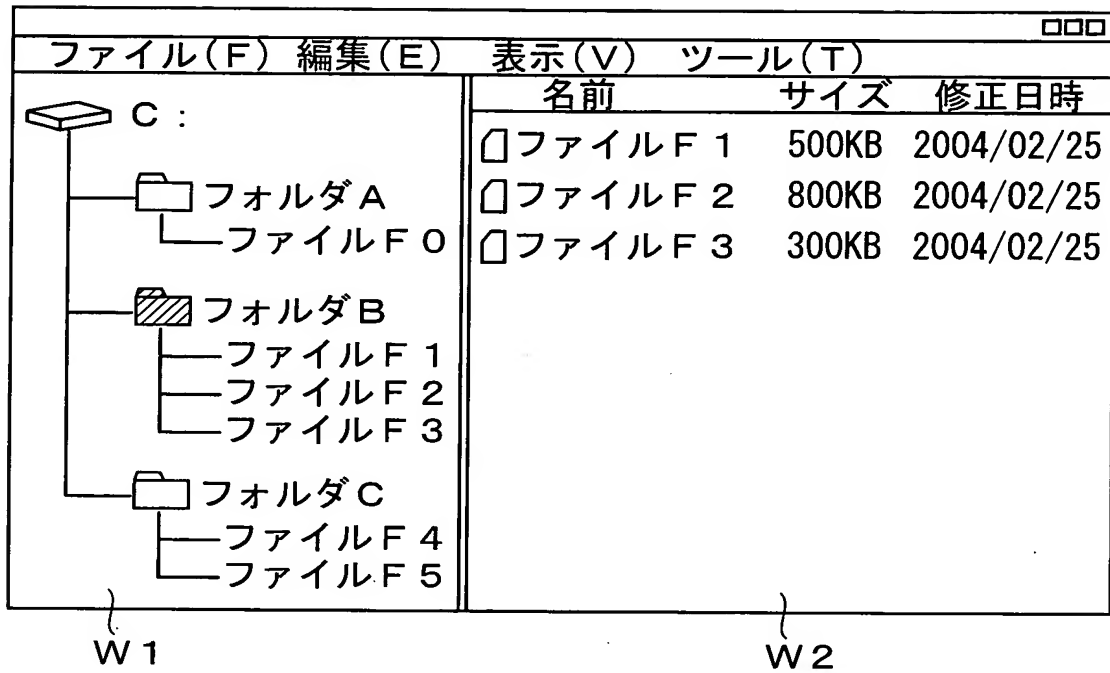 ファイル(F) 編集(E) 表示(V) ツール(T)
C:
フォルダA
ファイルF0
フォルダB
ファイルF1
ファイルF2
ファイルF3
フォルダC
ファイルF4
ファイルF5
名前 サイズ 修正日時
ファイルF1 500KB 2004/02/25
ファイルF2 800KB 2004/02/25
ファイルF3 300KB 2004/02/25
W1
W2